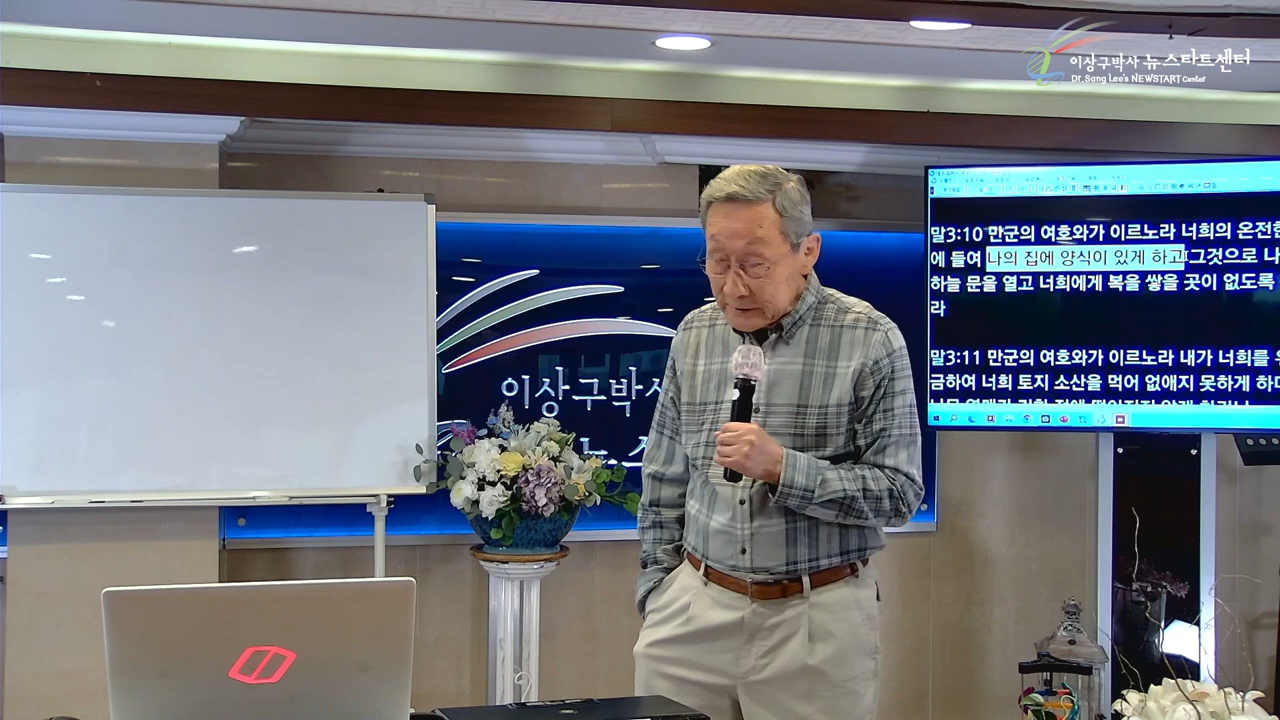 이상구박사 뉴스타트센터
Dr. Sang Lee's NEWSTART Center
말3:10 만군의 여호와가 이르노라 너희의 온전한
에 들여 나의 집에 양식이 있게 하고 그것으로 나
하늘 문을 열고 너희에게 복을 쌓을 곳이 없도록
라
말3:11 만군의 여호와가 이르노라 내가 너희를
금하여 너희 토지 소산을 먹어 없애지 못하게 하며
이상구박사
뉴스